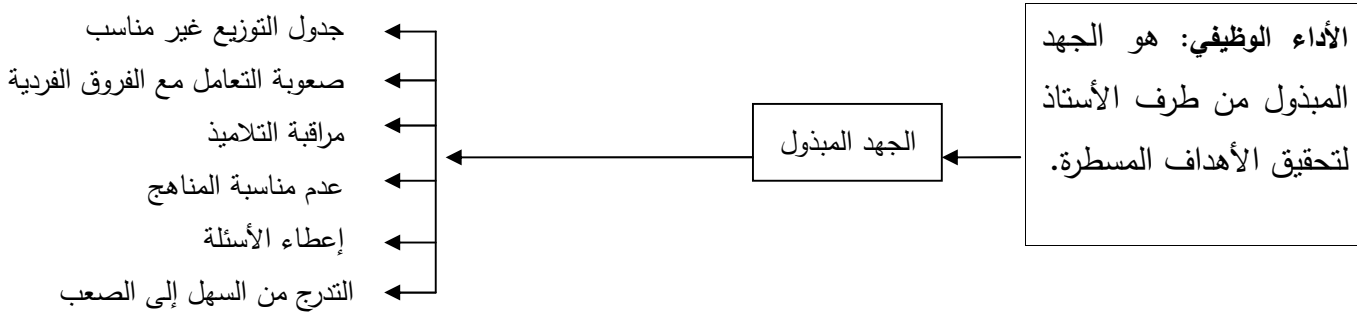 الأداء الوظيفي: هو الجهد
المبذول من طرف الأستاذ
لتحقيق الأهداف المسطرة.
الجهد المبذول
جدول التوزيع غير مناسب
صعوبة التعامل مع الفروق الفردية
مراقبة التلاميذ
عدم مناسبة المناهج
إعطاء الأسئلة
التدرج من السهل إلى الصعب